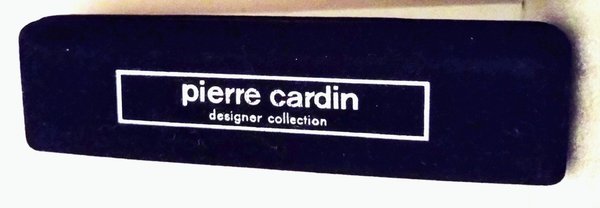 pierre cardin
designer collection